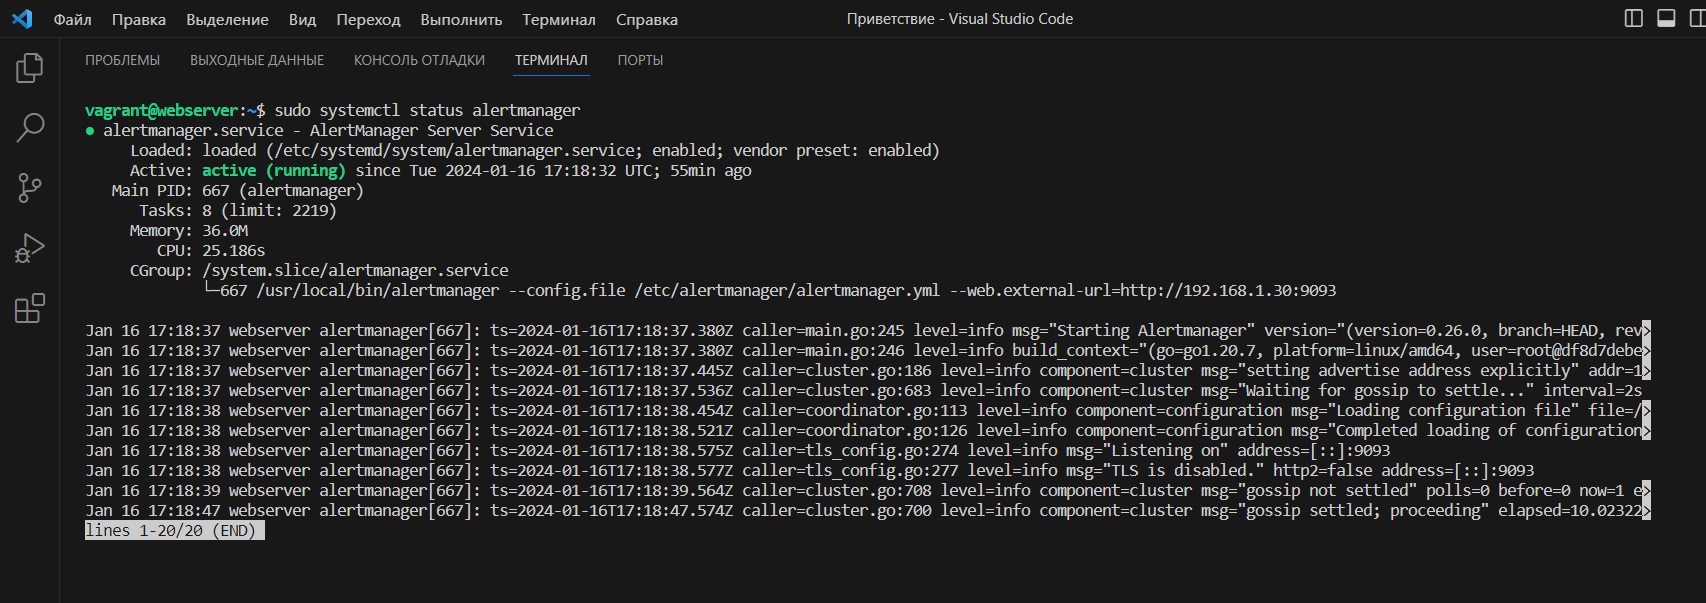 Файл Правка Выделение Вид Переход Выполнить Терминал Справка Приветствие - Visual Studio Code
ПРОБЛЕМЫ ВЫХОДНЫЕ ДАННЫЕ КОНСОЛЬ ОТЛАДКИ ТЕРМИНАЛ ПОРТЫ
vagrant@webserver:~$ sudo systemctl status alertmanager
● alertmanager.service - AlertManager Server Service
Loaded: loaded (/etc/systemd/system/alertmanager.service; enabled; vendor preset: enabled)
Active: active (running) since Tue 2024-01-16 17:18:32 UTC; 55min ago
Main PID: 667 (alertmanager)
Tasks: 8 (limit: 2219)
Memory: 36.0M
CPU: 25.186s
CGroup: /system.slice/alertmanager.service
└─667 /usr/local/bin/alertmanager --config.file /etc/alertmanager/alertmanager.yml --web.external-url=http://192.168.1.30:9093
Jan 16 17:18:37 webserver alertmanager[667]: ts=2024-01-16T17:18:37.380Z caller=main.go:245 level=info msg="Starting Alertmanager" version="(version=0.26.0, branch=HEAD, rev>
Jan 16 17:18:37 webserver alertmanager[667]: ts=2024-01-16T17:18:37.380Z caller=main.go:246 level=info build_context="(go=go1.20.7, platform=linux/amd64, user=root@df8d7debe>
Jan 16 17:18:37 webserver alertmanager[667]: ts=2024-01-16T17:18:37.445Z caller=cluster.go:186 level=info component=cluster msg="setting advertise address explicitly" addr=1>
Jan 16 17:18:37 webserver alertmanager[667]: ts=2024-01-16T17:18:37.536Z caller=cluster.go:683 level=info component=cluster msg="Waiting for gossip to settle..." interval=2s
Jan 16 17:18:38 webserver alertmanager[667]: ts=2024-01-16T17:18:38.454Z caller=coordinator.go:113 level=info component=configuration msg="Loading configuration file" file=/>
Jan 16 17:18:38 webserver alertmanager[667]: ts=2024-01-16T17:18:38.521Z caller=coordinator.go:126 level=info component=configuration msg="Completed loading of configuration>
Jan 16 17:18:38 webserver alertmanager[667]: ts=2024-01-16T17:18:38.575Z caller=tls_config.go:274 level=info msg="Listening on" address=[::]:9093
Jan 16 17:18:38 webserver alertmanager[667]: ts=2024-01-16T17:18:38.577Z caller=tls_config.go:277 level=info msg="TLS is disabled." http2=false address=[::]:9093
Jan 16 17:18:39 webserver alertmanager[667]: ts=2024-01-16T17:18:39.564Z caller=cluster.go:708 level=info component=cluster msg="gossip not settled" polls=0 before=0 now=1 e>
Jan 16 17:18:47 webserver alertmanager[667]: ts=2024-01-16T17:18:47.574Z caller=cluster.go:700 level=info component=cluster msg="gossip settled; proceeding" elapsed=10.02322>
lines 1-20/20 (END)